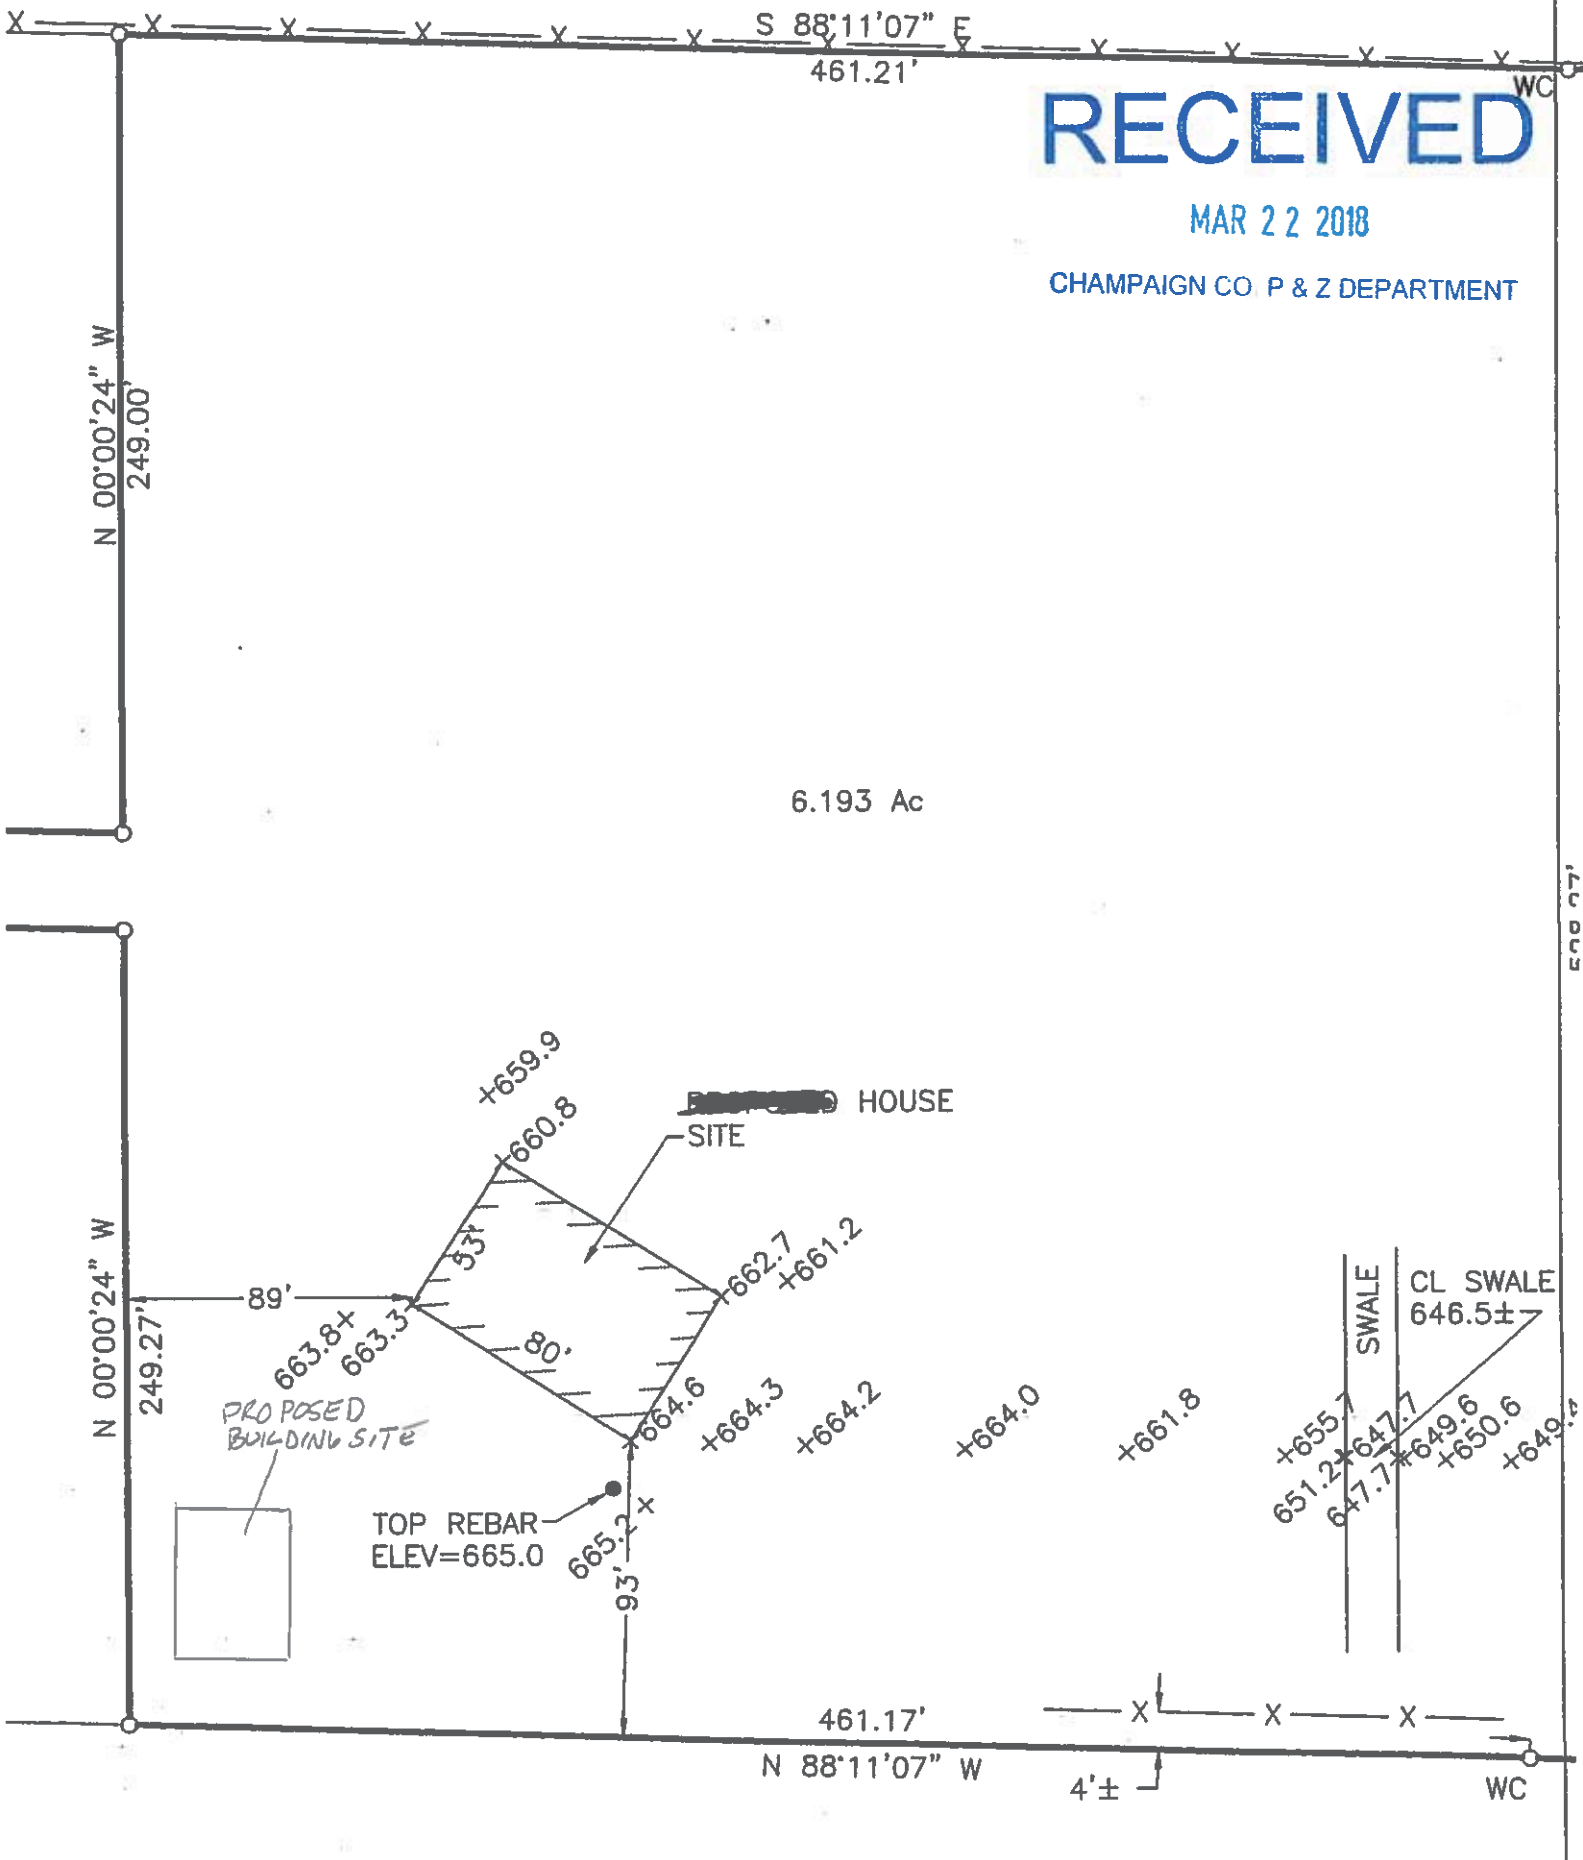 X X X X X X X X X X X X
S 88°11'07" E
461.21'
WC
RECEIVED
MAR 22 2018
CHAMPAIGN CO P & Z DEPARTMENT
N 00°00'24" W
249.00'
6.193 Ac
+659.9
660.8
HOUSE
SITE
53'
662.7
+661.2
89'
80'
663.8+
663.3
N 00°00'24" W
249.27'
PROPOSED
BUILDING SITE
664.6
+664.3
+664.2
+664.0
+661.8
SWALE
CL SWALE
646.5±
+655.7
+647.7
+649.6
+650.6
651.2
647.7
TOP REBAR
ELEV=665.0
665.2 X
93'
X X X
461.17'
N 88°11'07" W
4'±
WC